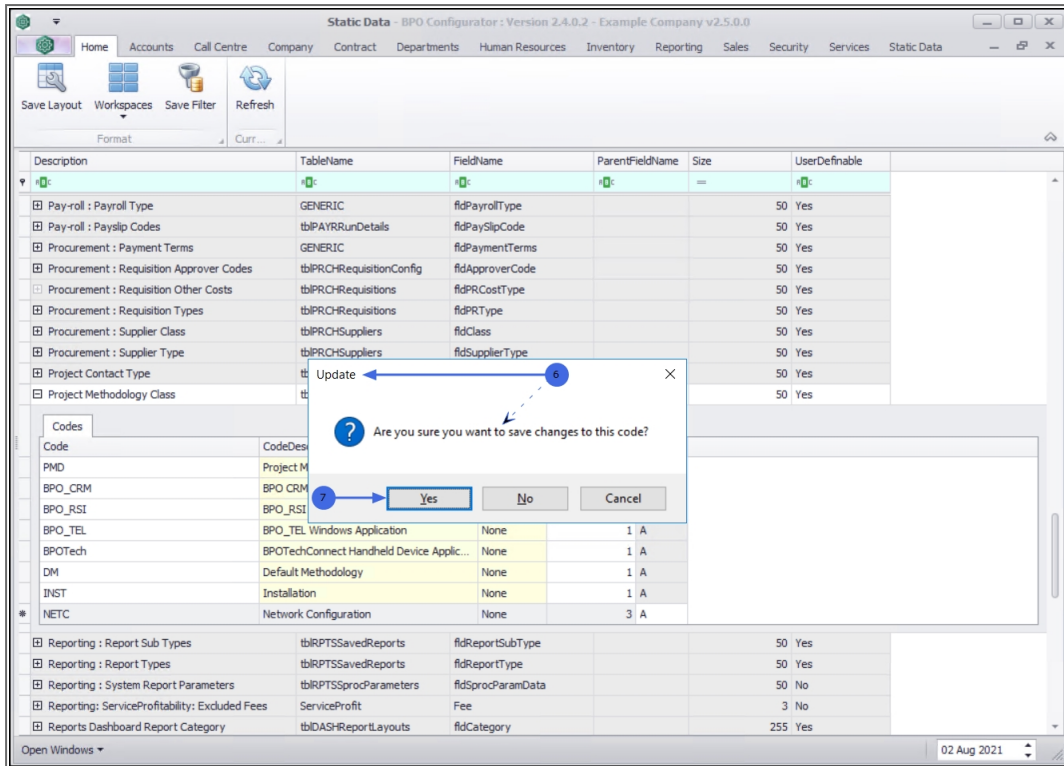 Static Data - BPO Configurator : Version 2.4.0.2 - Example Company v2.5.0.0
Home Accounts Call Centre Company Contract Departments Human Resources Inventory Reporting Sales Security Services Static Data
Save Layout Workspaces Save Filter Refresh
Format Curr...
Description TableName FieldName ParentFieldName Size UserDefinable
Pay-roll : Payroll Type GENERIC fldPayrollType 50 Yes
Pay-roll : Payslip Codes tblPAYRRunDetails fldPaySlipCode 50 Yes
Procurement : Payment Terms GENERIC fldPaymentTerms 50 Yes
Procurement : Requisition Approver Codes tblPRCHRequisitionConfig fldApproverCode 50 Yes
Procurement : Requisition Other Costs tblPRCHRequisitions fldPRCostType 50 Yes
Procurement : Requisition Types tblPRCHRequisitions fldPRType 50 Yes
Procurement : Supplier Class tblPRCHSuppliers fldClass 50 Yes
Procurement : Supplier Type tblPRCHSuppliers fldSupplierType 50 Yes
Project Contact Type 50 Yes
Project Methodology Class 50 Yes
Update 6
Are you sure you want to save changes to this code?
7 Yes No Cancel
Codes
Code CodeDes
PMD Project M
BPO_CRM BPO CRM
BPO_RSI BPO_RSI
BPO_TEL BPO_TEL Windows Application None 1 A
BPOTech BPOTechConnect Handheld Device Applic... None 1 A
DM Default Methodology None 1 A
INST Installation None 1 A
NETC Network Configuration None 3 A
Reporting : Report Sub Types tblRPTSSavedReports fldReportSubType 50 Yes
Reporting : Report Types tblRPTSSavedReports fldReportType 50 Yes
Reporting : System Report Parameters tblRPTSSprocParameters fldSprocParamData 50 No
Reporting: ServiceProfitability: Excluded Fees ServiceProfit Fee 3 No
Reports Dashboard Report Category tblDASHReportLayouts fldCategory 255 Yes
Open Windows 02 Aug 2021